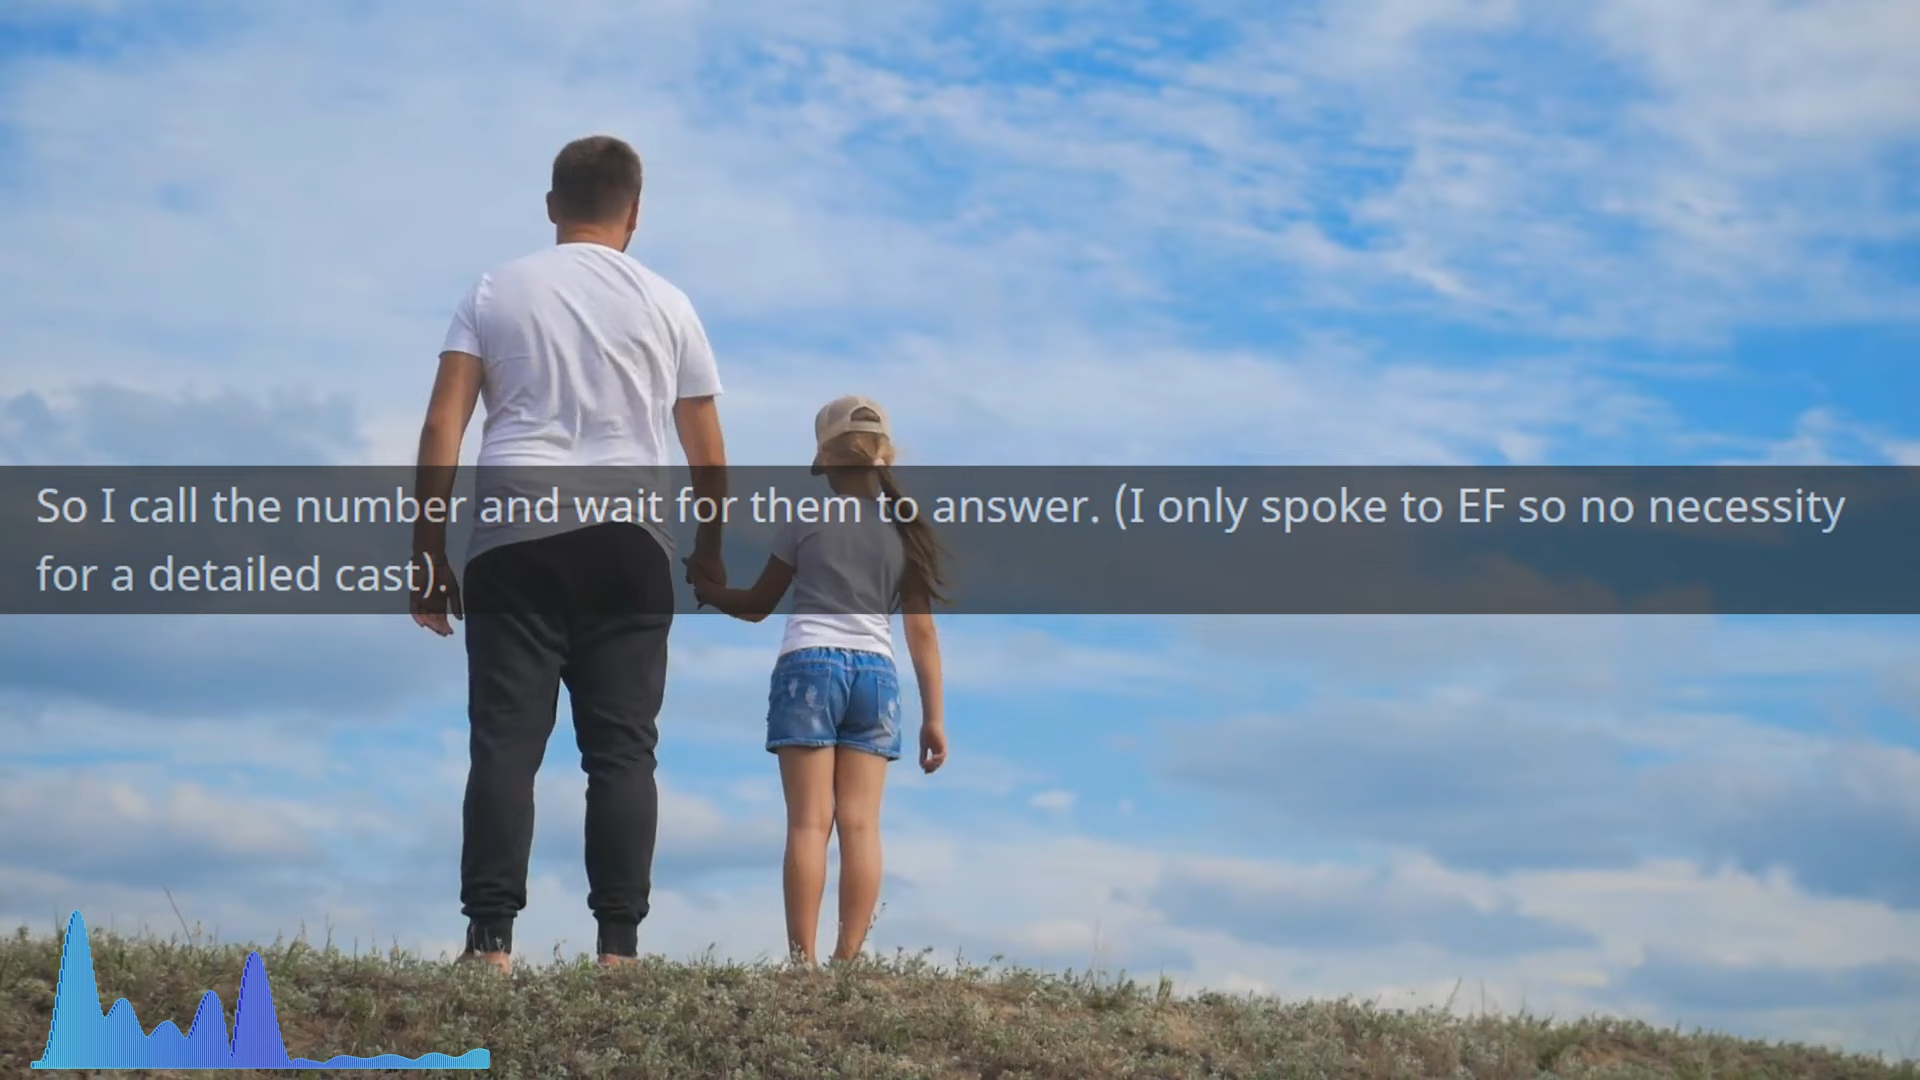 So I call the number and wait for them to answer. (I only spoke to EF so no necessity
for a detailed cast).